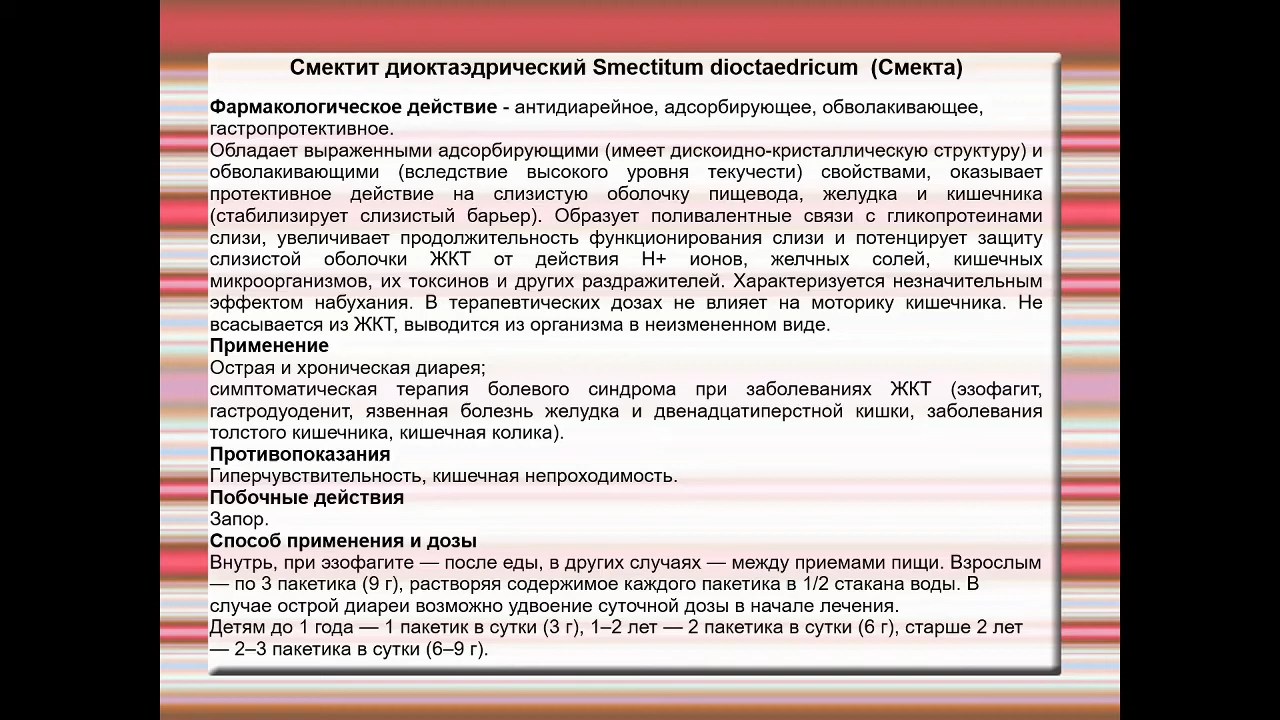 Смектит диоктаэдрический Smectitum dioctaedricum (Смекта)
Фармакологическое действие - антидиарейное, адсорбирующее, обволакивающее,
гастропротективное.
Обладает выраженными адсорбирующими (имеет дискоидно-кристаллическую структуру) и
обволакивающими (вследствие высокого уровня текучести) свойствами, оказывает
протективное действие на слизистую оболочку пищевода, желудка и кишечника
(стабилизирует слизистый барьер). Образует поливалентные связи с гликопротеинами
слизи, увеличивает продолжительность функционирования слизи и потенцирует защиту
слизистой оболочки ЖКТ от действия H+ ионов, желчных солей, кишечных
микроорганизмов, их токсинов и других раздражителей. Характеризуется незначительным
эффектом набухания. В терапевтических дозах не влияет на моторику кишечника. Не
всасывается из ЖКТ, выводится из организма в неизмененном виде.
Применение
Острая и хроническая диарея;
симптоматическая терапия болевого синдрома при заболеваниях ЖКТ (эзофагит,
гастродуоденит, язвенная болезнь желудка и двенадцатиперстной кишки, заболевания
толстого кишечника, кишечная колика).
Противопоказания
Гиперчувствительность, кишечная непроходимость.
Побочные действия
Запор.
Способ применения и дозы
Внутрь, при эзофагите — после еды, в других случаях — между приемами пищи. Взрослым
— по 3 пакетика (9 г), растворяя содержимое каждого пакетика в 1/2 стакана воды. В
случае острой диареи возможно удвоение суточной дозы в начале лечения.
Детям до 1 года — 1 пакетик в сутки (3 г), 1–2 лет — 2 пакетика в сутки (6 г), старше 2 лет
— 2–3 пакетика в сутки (6–9 г).